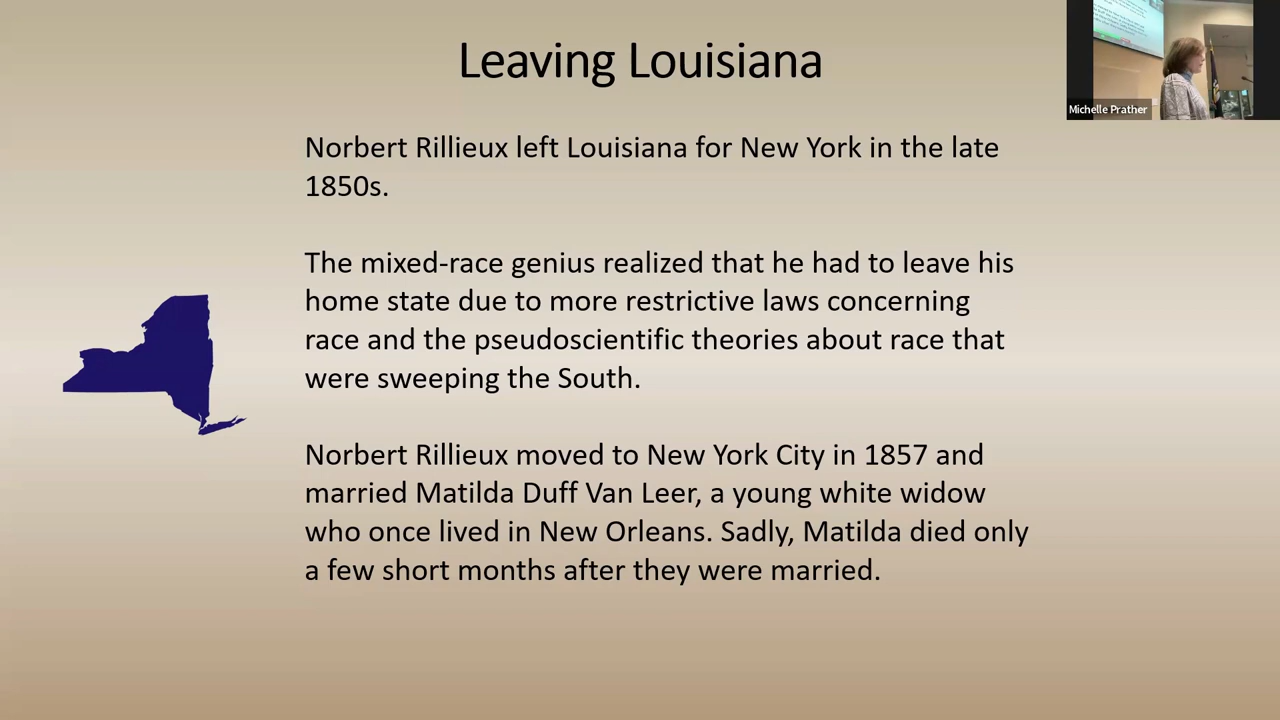 Leaving Louisiana
Michelle Prather
Norbert Rillieux left Louisiana for New York in the late
1850s.
The mixed-race genius realized that he had to leave his
home state due to more restrictive laws concerning
race and the pseudoscientific theories about race that
were sweeping the South.
Norbert Rillieux moved to New York City in 1857 and
married Matilda Duff Van Leer, a young white widow
who once lived in New Orleans. Sadly, Matilda died only
a few short months after they were married.